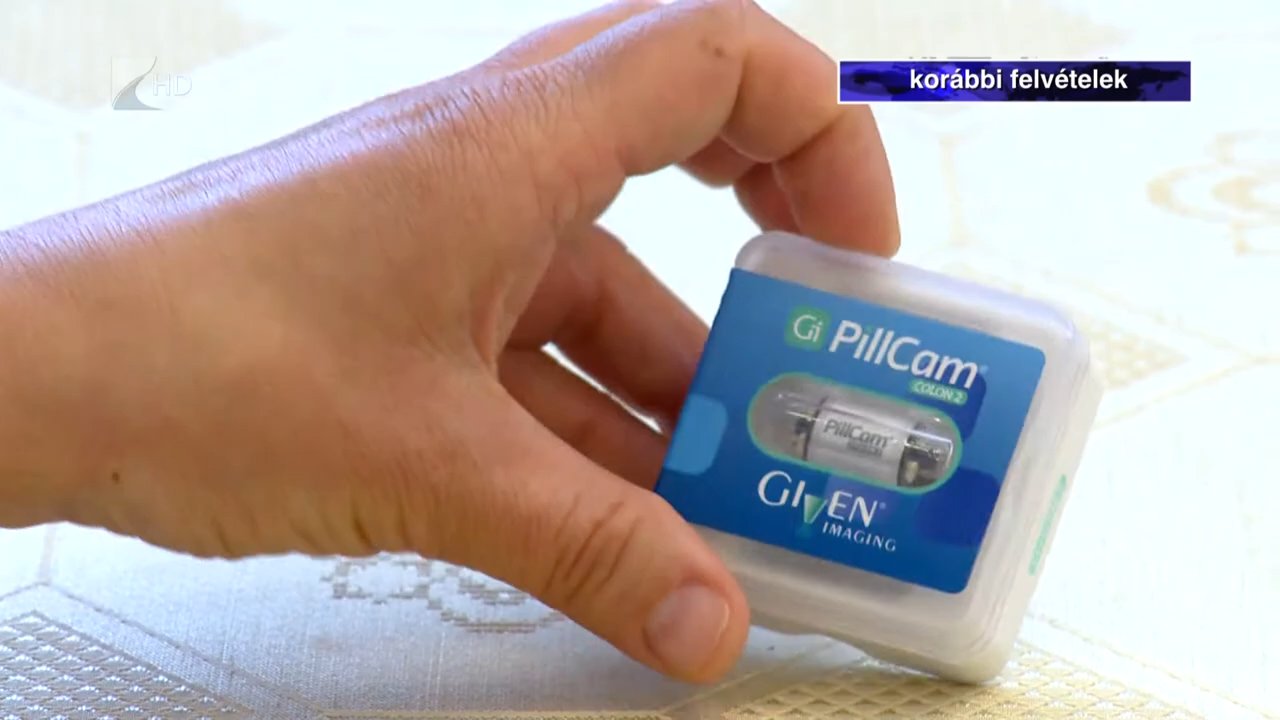 HD
korábbi felvételek
Gi PillCam
COLON 2
PillCam
GIVEN
IMAGING